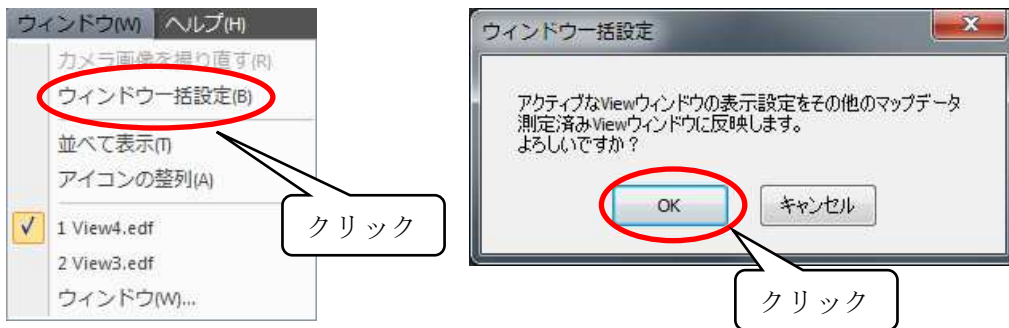 ウィンドウ(W) ヘルプ(H)
カメラ画像を撮り直す(R)
ウィンドウ一括設定(B)
並べて表示(T)
アイコンの整列(A)
1 View4.edf
2 View3.edf
ウィンドウ(W)...
クリック
ウィンドウ一括設定
アクティブなViewウィンドウの表示設定をその他のマップデータ
測定済みViewウィンドウに反映します。
よろしいですか？
OK キャンセル
クリック